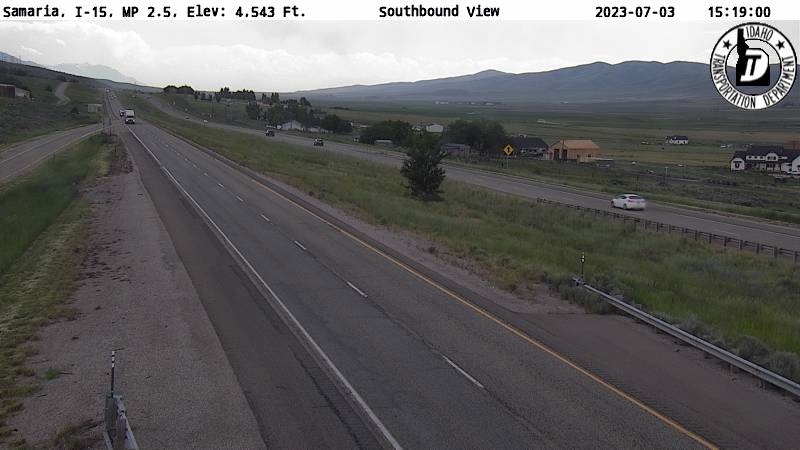 Samaria, I-15, MP 2.5, Elev: 4,543 Ft. Southbound View 2023-07-03 15:19:00
IDAHO
TRANSPORTATION DEPARTMENT